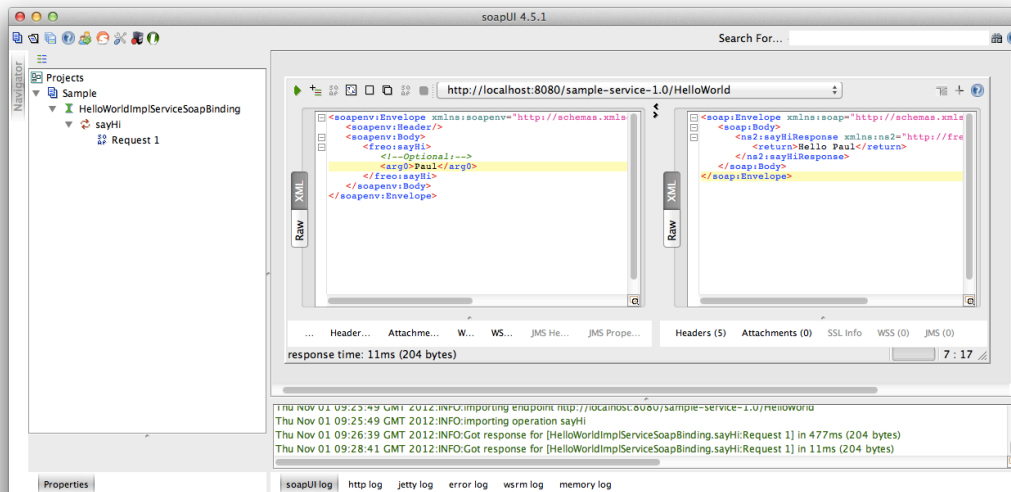 soapUI 4.5.1
Search For...
Navigator
Projects
Sample
HelloWorldImplServiceSoapBinding
sayHi
Request 1
http://localhost:8080/sample-service-1.0/HelloWorld
XML
Raw
<soapenv:Envelope xmlns:soapenv="http://schemas.xmls
<soapenv:Header/>
<soapenv:Body>
<freo:sayHi>
<!--Optional:-->
<arg0>Paul</arg0>
</freo:sayHi>
</soapenv:Body>
</soapenv:Envelope>
... Header... Attachme... W... WS... JMS He... JMS Prope...
XML
Raw
<soap:Envelope xmlns:soap="http://schemas.xmls
<soap:Body>
<ns2:sayHiResponse xmlns:ns2="http://fre
<return>Hello Paul</return>
</ns2:sayHiResponse>
</soap:Body>
</soap:Envelope>
Headers (5) Attachments (0) SSL Info WSS (0) JMS (0)
response time: 11ms (204 bytes) 7 : 17
Thu Nov 01 09:25:49 GMT 2012:INFO:importing endpoint http://localhost:8080/sample-service-1.0/HelloWorld
Thu Nov 01 09:25:49 GMT 2012:INFO:importing operation sayHi
Thu Nov 01 09:26:39 GMT 2012:INFO:Got response for [HelloWorldImplServiceSoapBinding.sayHi:Request 1] in 477ms (204 bytes)
Thu Nov 01 09:28:41 GMT 2012:INFO:Got response for [HelloWorldImplServiceSoapBinding.sayHi:Request 1] in 11ms (204 bytes)
Properties
soapUI log http log jetty log error log wsrm log memory log